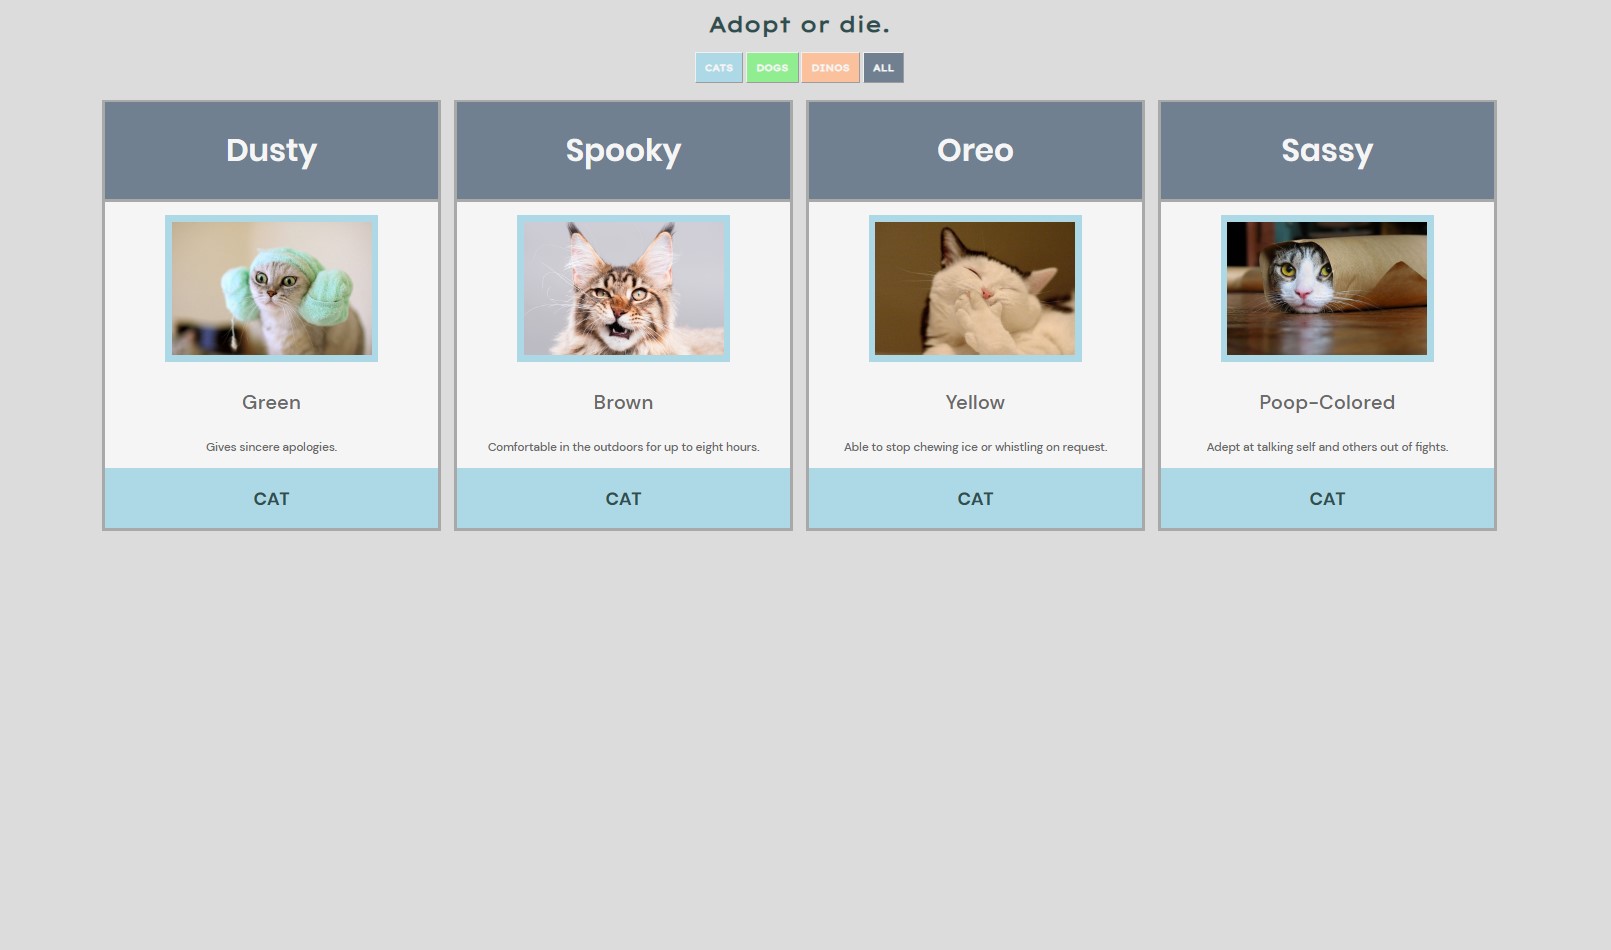 Adopt or die.
CATS DOGS DINOS ALL
Dusty
Green
Gives sincere apologies.
CAT
Spooky
Brown
Comfortable in the outdoors for up to eight hours.
CAT
Oreo
Yellow
Able to stop chewing ice or whistling on request.
CAT
Sassy
Poop-Colored
Adept at talking self and others out of fights.
CAT